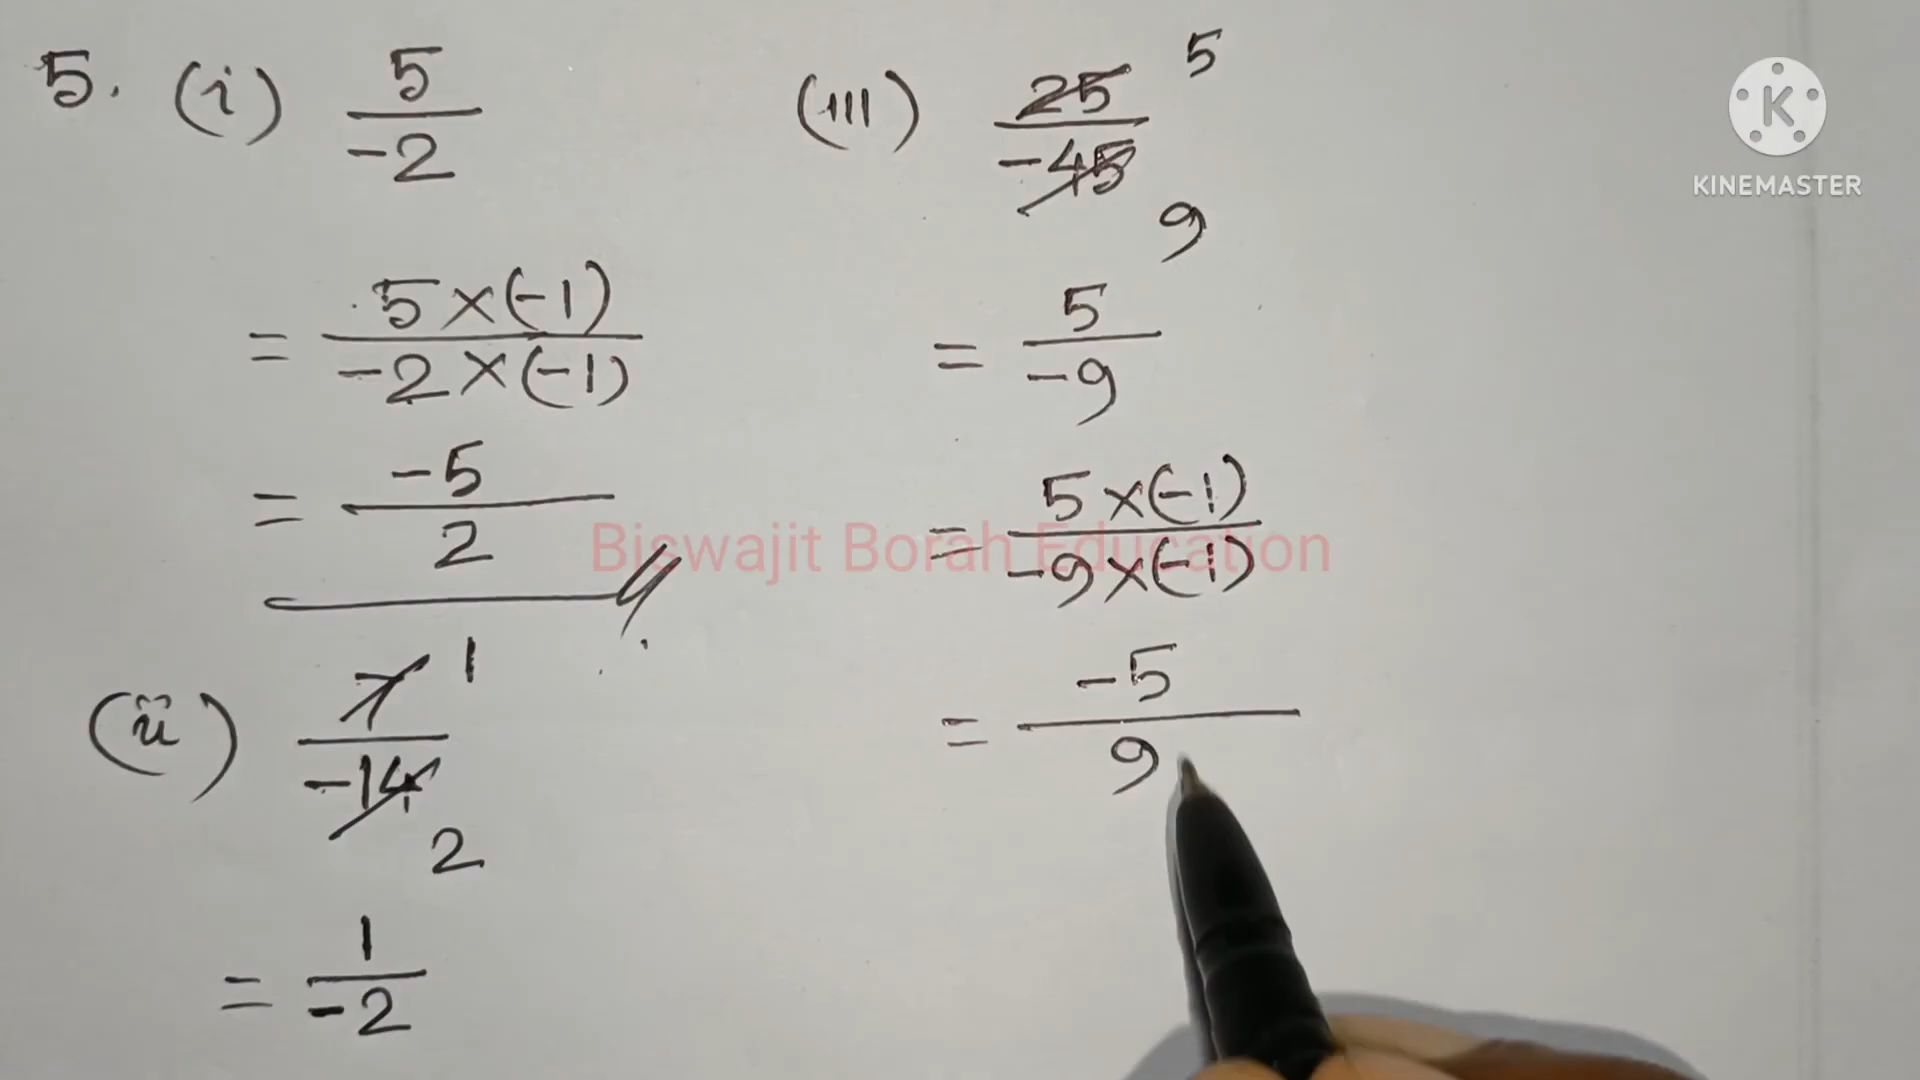 5. (i) 5/-2
= 5×(-1)/-2×(-1)
= -5/2
(ii) 7/-14 1 2
= 1/-2
(iii) 25/-45 5 9
= 5/-9
= 5×(-1)/-9×(-1)
= -5/9
Biswajit Borah Education
K
KINEMASTER